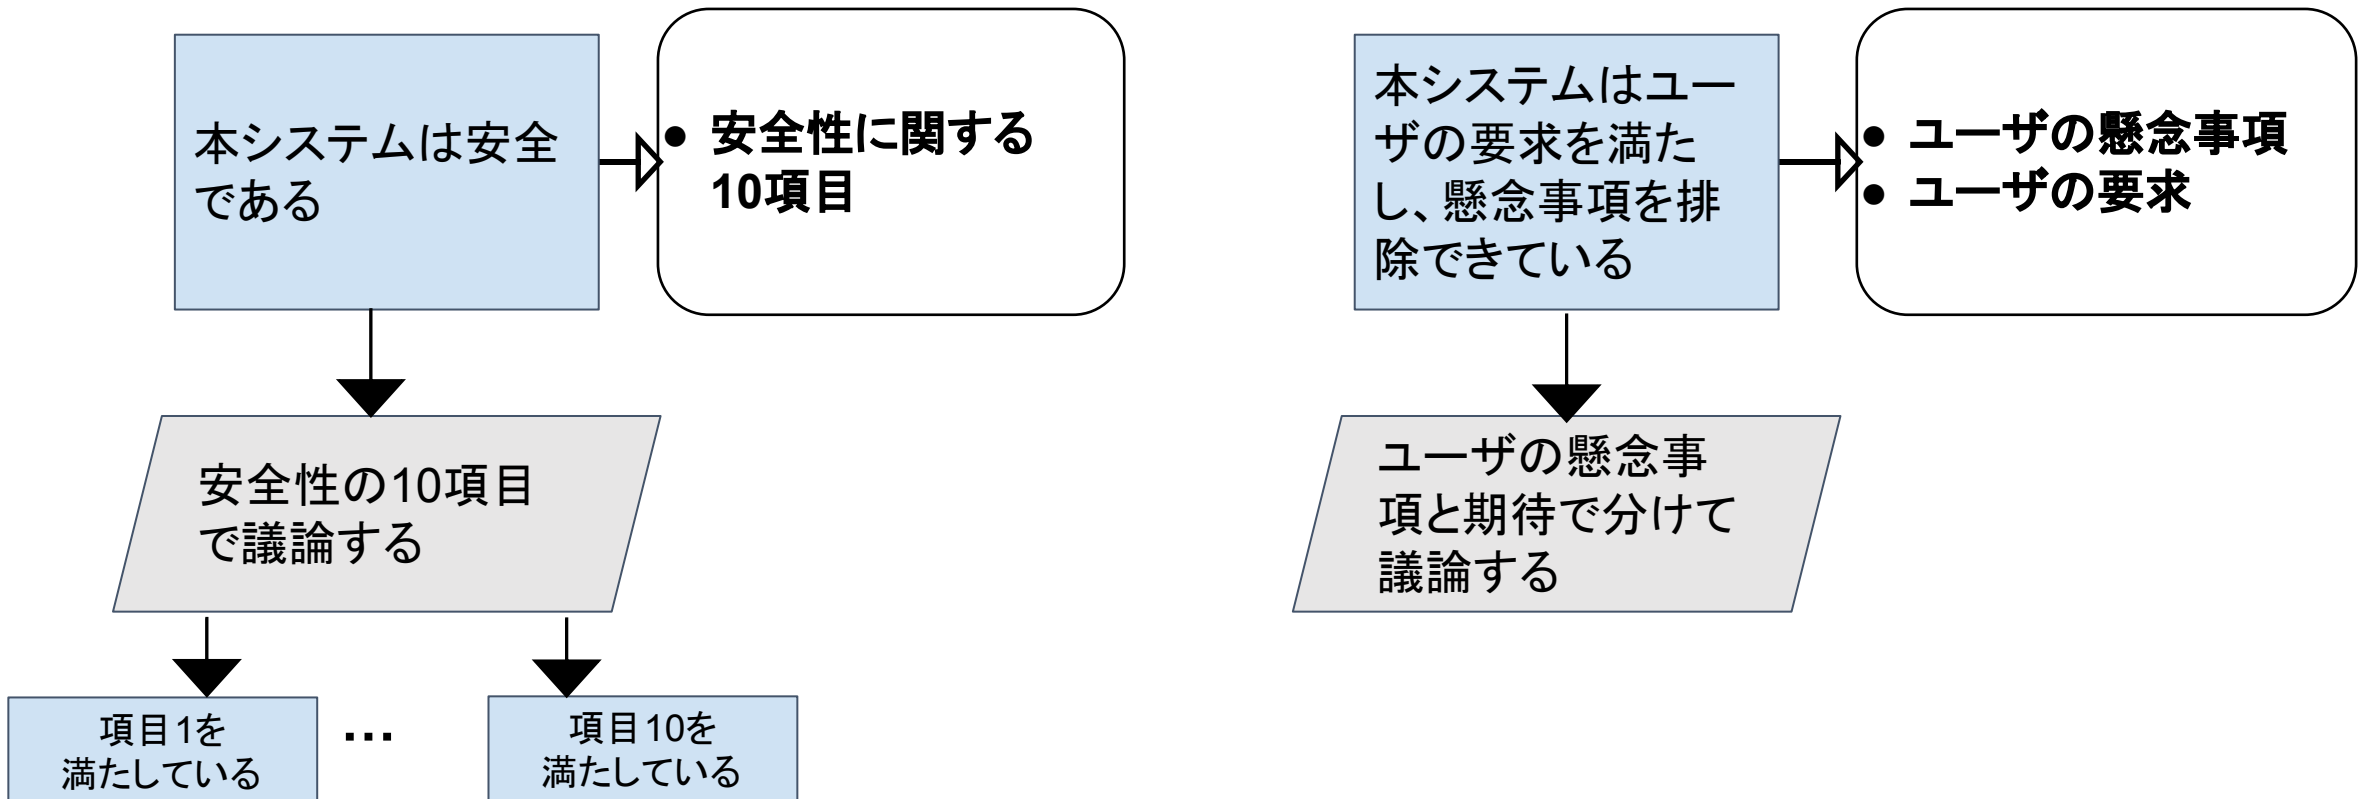 本システムは安全
である
● 安全性に関する
10項目
安全性の10項目
で議論する
項目1を
満たしている
...
項目10を
満たしている
本システムはユー
ザの要求を満た
し、懸念事項を排
除できている
● ユーザの懸念事項
● ユーザの要求
ユーザの懸念事
項と期待で分けて
議論する